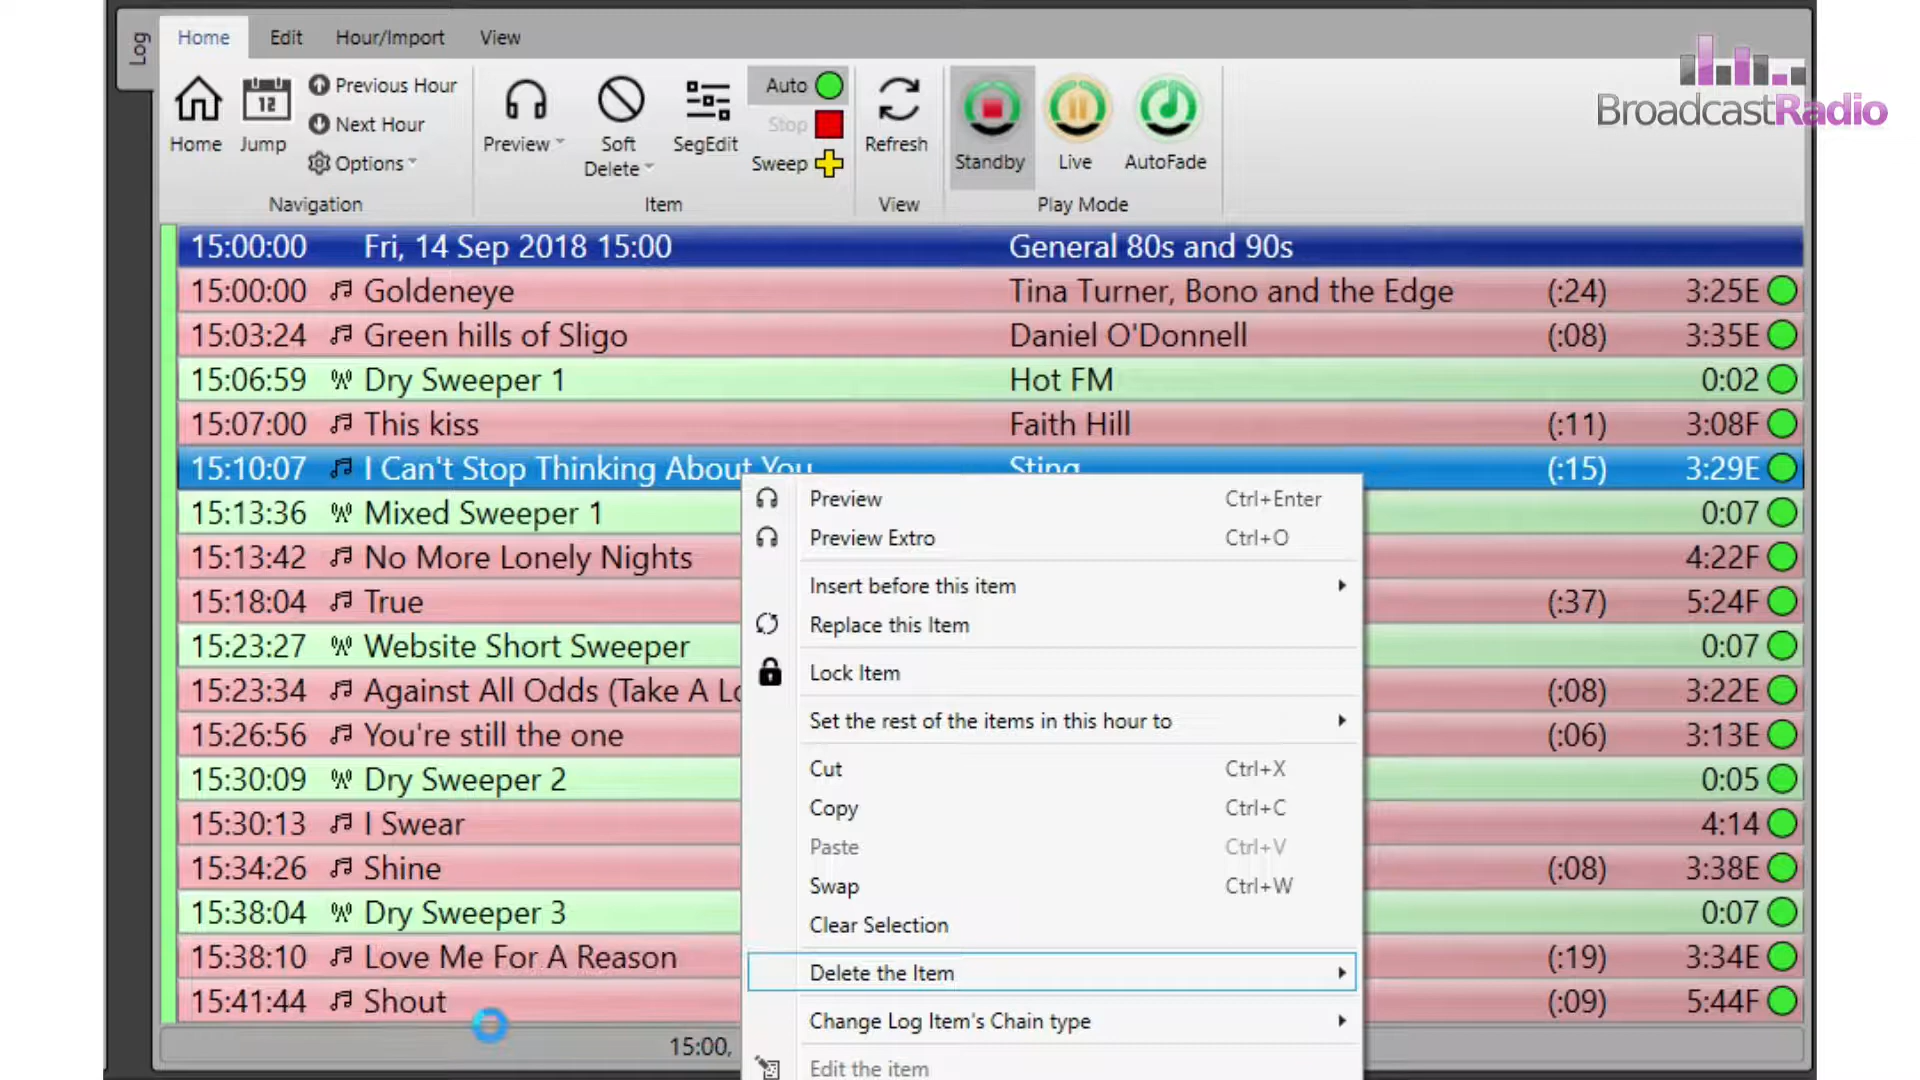 Log
Home Edit Hour/Import View
BroadcastRadio
Home
Jump
12
Previous Hour
Next Hour
Options
Navigation
Preview
Soft
Delete
SegEdit
Auto
Stop
Sweep
Item
Refresh
View
Standby
Live
AutoFade
Play Mode
15:00:00 Fri, 14 Sep 2018 15:00 General 80s and 90s
15:00:00 Goldeneye Tina Turner, Bono and the Edge (:24) 3:25E
15:03:24 Green hills of Sligo Daniel O'Donnell (:08) 3:35E
15:06:59 Dry Sweeper 1 Hot FM 0:02
15:07:00 This kiss Faith Hill (:11) 3:08F
15:10:07 I Can't Stop Thinking About You Sting (:15) 3:29E
15:13:36 Mixed Sweeper 1 0:07
15:13:42 No More Lonely Nights 4:22F
15:18:04 True (:37) 5:24F
15:23:27 Website Short Sweeper 0:07
15:23:34 Against All Odds (Take A Lo (:08) 3:22E
15:26:56 You're still the one (:06) 3:13E
15:30:09 Dry Sweeper 2 0:05
15:30:13 I Swear 4:14
15:34:26 Shine (:08) 3:38E
15:38:04 Dry Sweeper 3 0:07
15:38:10 Love Me For A Reason (:19) 3:34E
15:41:44 Shout (:09) 5:44F
15:00,
Preview Ctrl+Enter
Preview Extro Ctrl+O
Insert before this item
Replace this Item
Lock Item
Set the rest of the items in this hour to
Cut Ctrl+X
Copy Ctrl+C
Paste Ctrl+V
Swap Ctrl+W
Clear Selection
Delete the Item
Change Log Item's Chain type
Edit the item